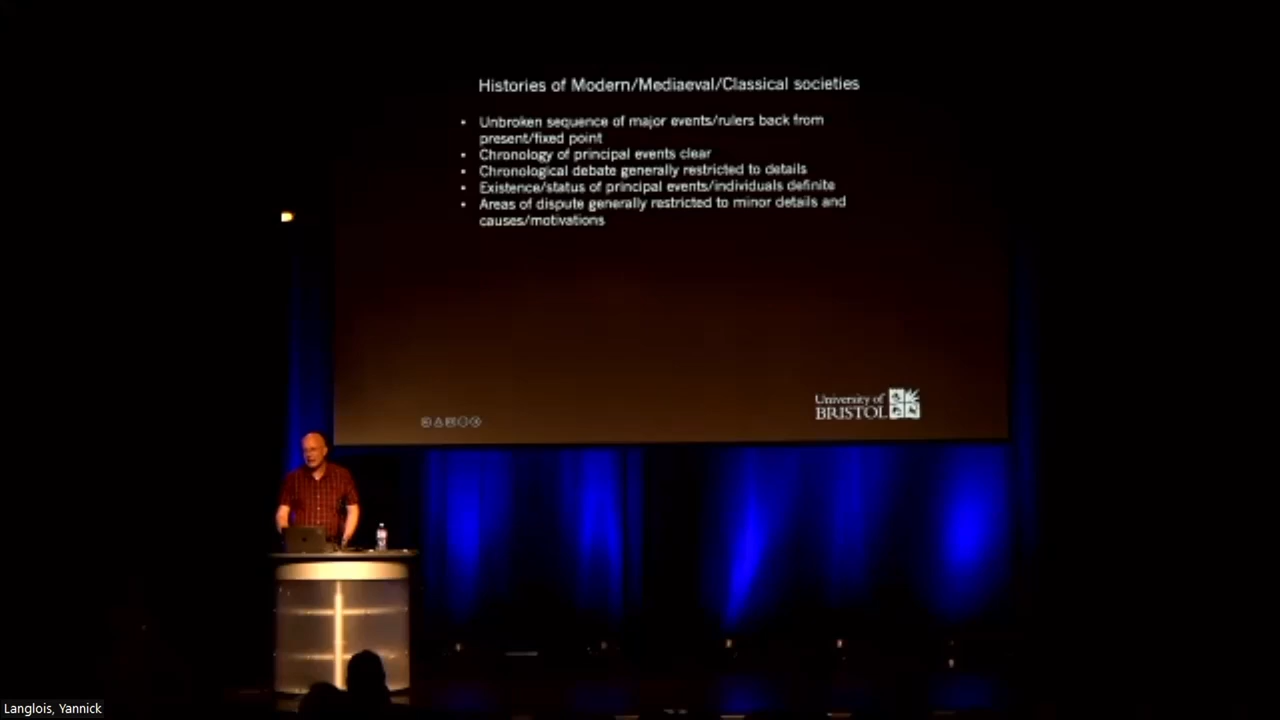 Histories of Modern/Mediaeval/Classical societies
• Unbroken sequence of major events/rulers back from
present/fixed point
• Chronology of principal events clear
• Chronological debate generally restricted to details
• Existence/status of principal events/individuals definite
• Areas of dispute generally restricted to minor details and
causes/motivations
University of
BRISTOL
Langlois, Yannick